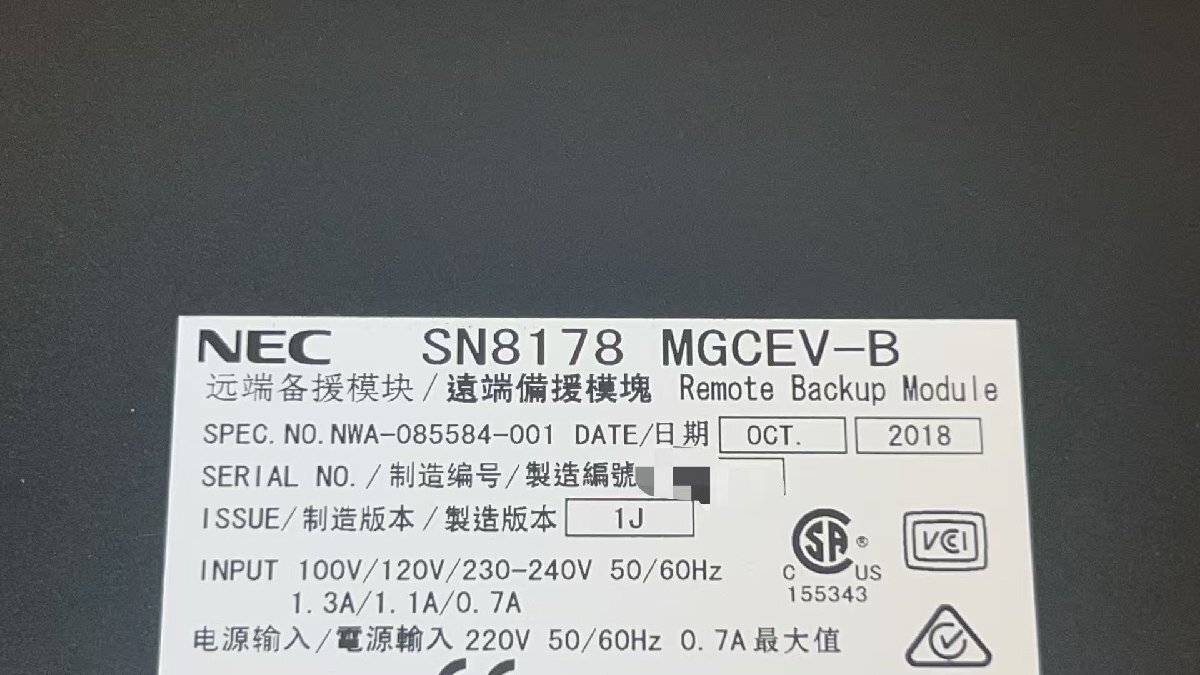 NEC SN8178 MGCEV-B
远端备援模块/遠端備援模塊 Remote Backup Module
SPEC.NO.NWA-085584-001 DATE/日期 OCT. 2018
SERIAL NO./制造编号/製造編號
ISSUE/制造版本/製造版本 1J
INPUT 100V/120V/230-240V 50/60Hz
1.3A/1.1A/0.7A
电源输入/電源輸入 220V 50/60Hz 0.7A最大值
SA ®
C US
155343
VCI